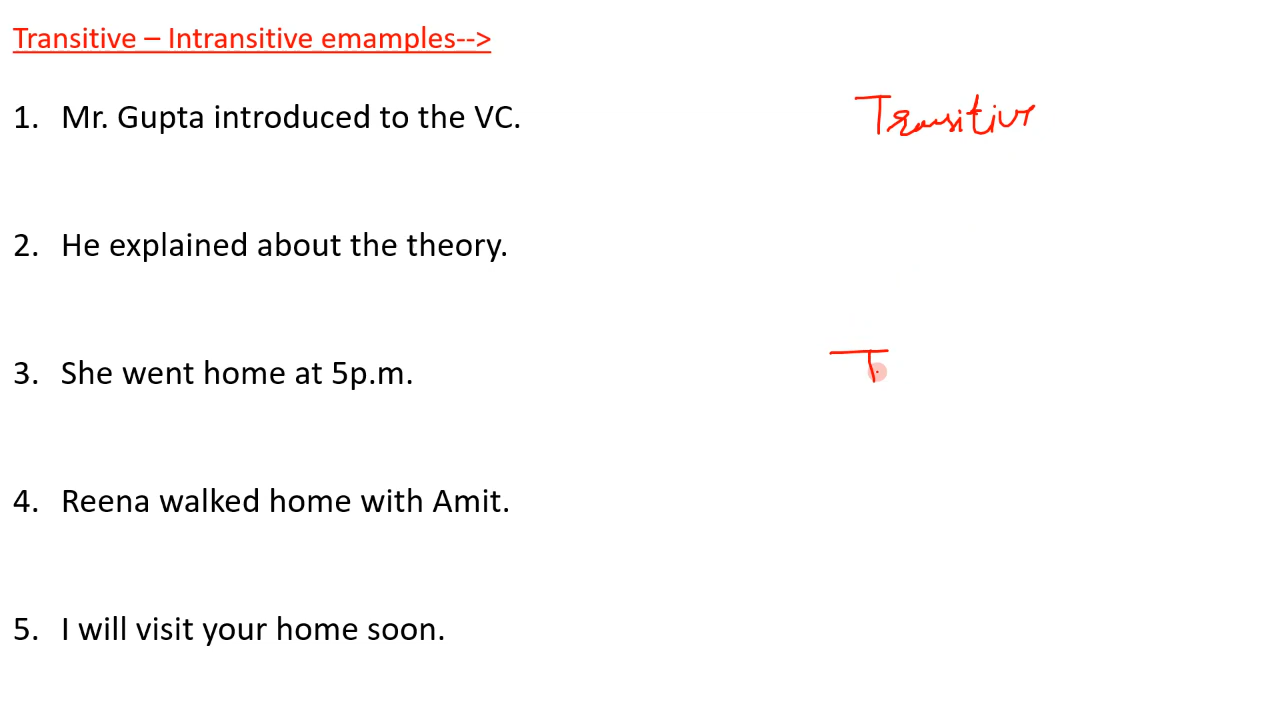 Transitive – Intransitive emamples-->
1. Mr. Gupta introduced to the VC.
Transitive
2. He explained about the theory.
3. She went home at 5p.m.
T
4. Reena walked home with Amit.
5. I will visit your home soon.